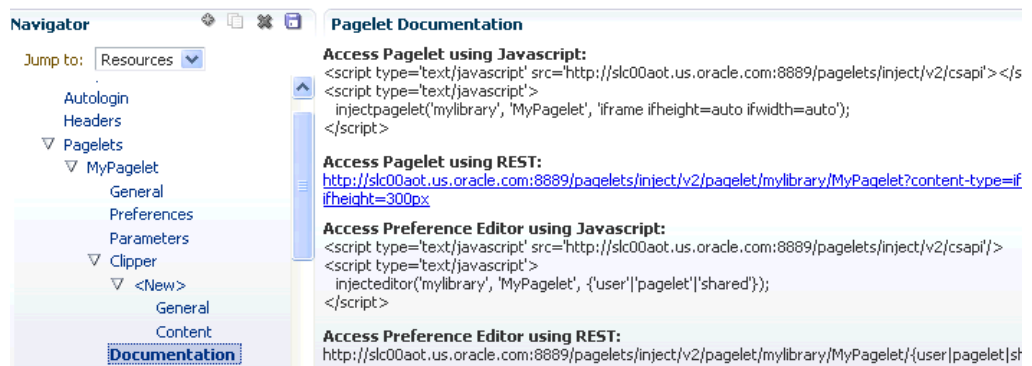 Navigator
Jump to: Resources
Autologin
Headers
Pagelets
MyPagelet
General
Preferences
Parameters
Clipper
<New>
General
Content
Documentation
Pagelet Documentation
Access Pagelet using Javascript:
<script type='text/javascript' src='http://slc00aot.us.oracle.com:8889/pagelets/inject/v2/csapi'></s
<script type='text/javascript'>
injectpagelet('mylibrary', 'MyPagelet', 'iframe ifheight=auto ifwidth=auto');
</script>
Access Pagelet using REST:
http://slc00aot.us.oracle.com:8889/pagelets/inject/v2/pagelet/mylibrary/MyPagelet?content-type=if
ifheight=300px
Access Preference Editor using Javascript:
<script type='text/javascript' src='http://slc00aot.us.oracle.com:8889/pagelets/inject/v2/csapi'/>
<script type='text/javascript'>
injecteditor('mylibrary', 'MyPagelet', {'user'|'pagelet'|'shared'});
</script>
Access Preference Editor using REST:
http://slc00aot.us.oracle.com:8889/pagelets/inject/v2/pagelet/mylibrary/MyPagelet/{user|pagelet|sh